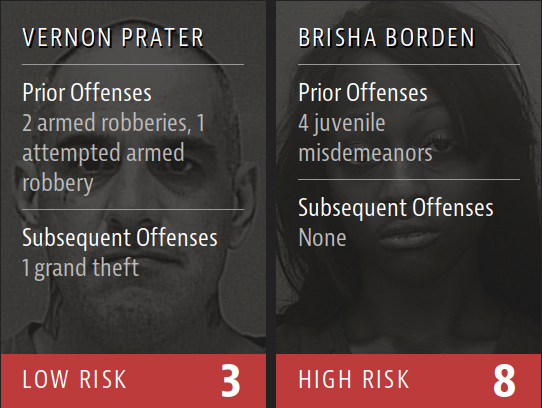 VERNON PRATER
Prior Offenses
2 armed robberies, 1
attempted armed
robbery
Subsequent Offenses
1 grand theft
LOW RISK 3
BRISHA BORDEN
Prior Offenses
4 juvenile
misdemeanors
Subsequent Offenses
None
HIGH RISK 8